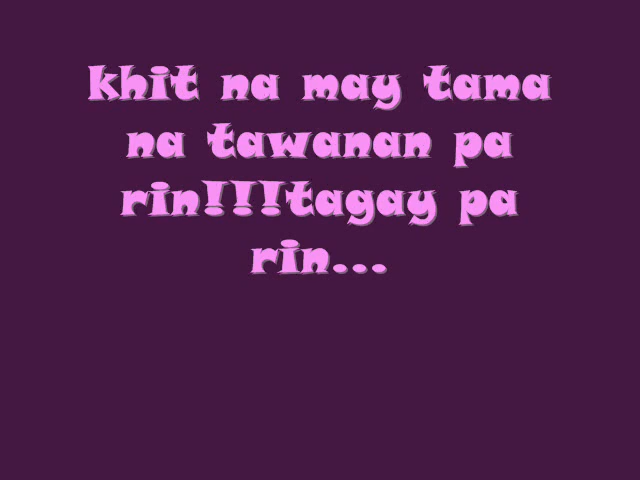 khit na may tama
na tawanan pa
rin!!!tagay pa
rin...